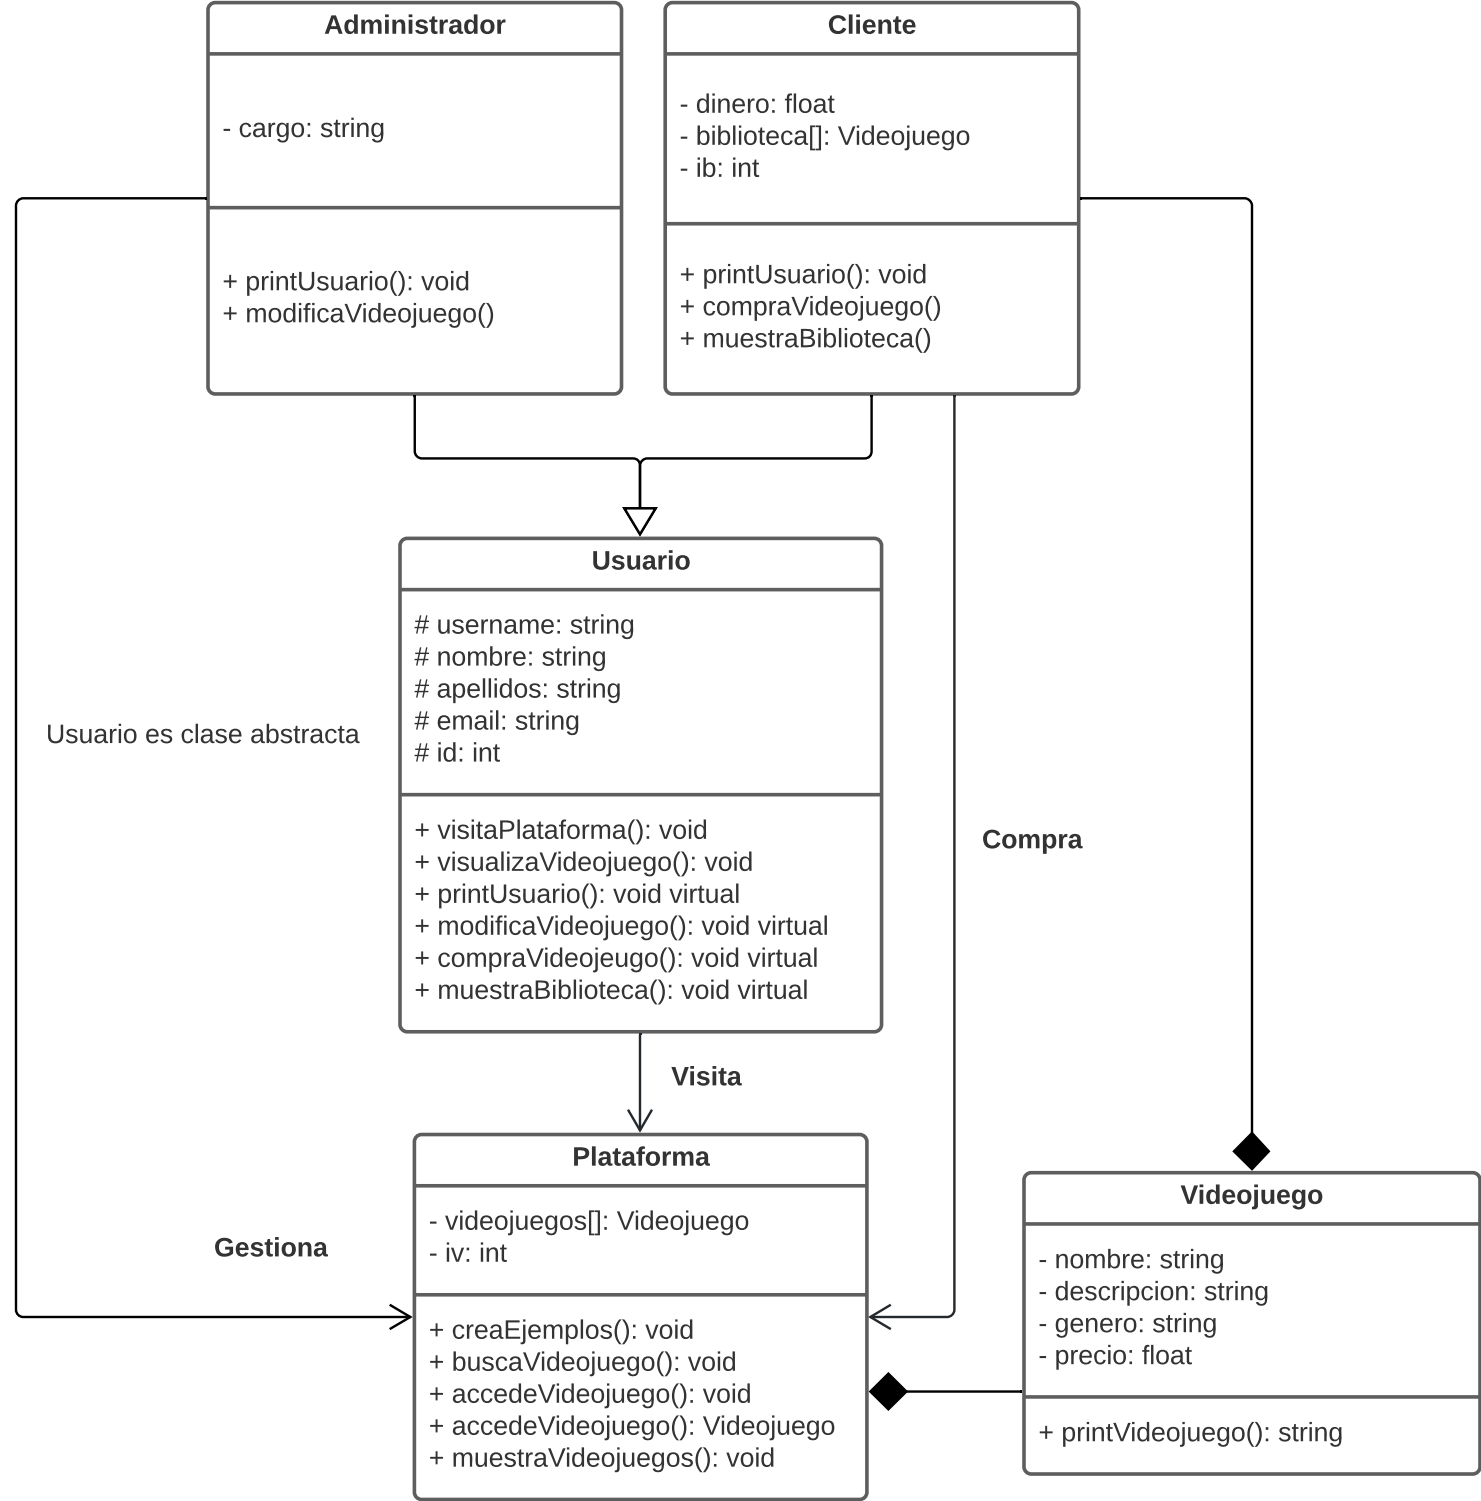 Administrador
- cargo: string
+ printUsuario(): void
+ modificaVideojuego()
Cliente
- dinero: float
- biblioteca[]: Videojuego
- ib: int
+ printUsuario(): void
+ compraVideojuego()
+ muestraBiblioteca()
Usuario
# username: string
# nombre: string
# apellidos: string
# email: string
# id: int
+ visitaPlataforma(): void
+ visualizaVideojuego(): void
+ printUsuario(): void virtual
+ modificaVideojuego(): void virtual
+ compraVideojeugo(): void virtual
+ muestraBiblioteca(): void virtual
Usuario es clase abstracta
Compra
Visita
Gestiona
Plataforma
- videojuegos[]: Videojuego
- iv: int
+ creaEjemplos(): void
+ buscaVideojuego(): void
+ accedeVideojuego(): void
+ accedeVideojuego(): Videojuego
+ muestraVideojuegos(): void
Videojuego
- nombre: string
- descripcion: string
- genero: string
- precio: float
+ printVideojuego(): string